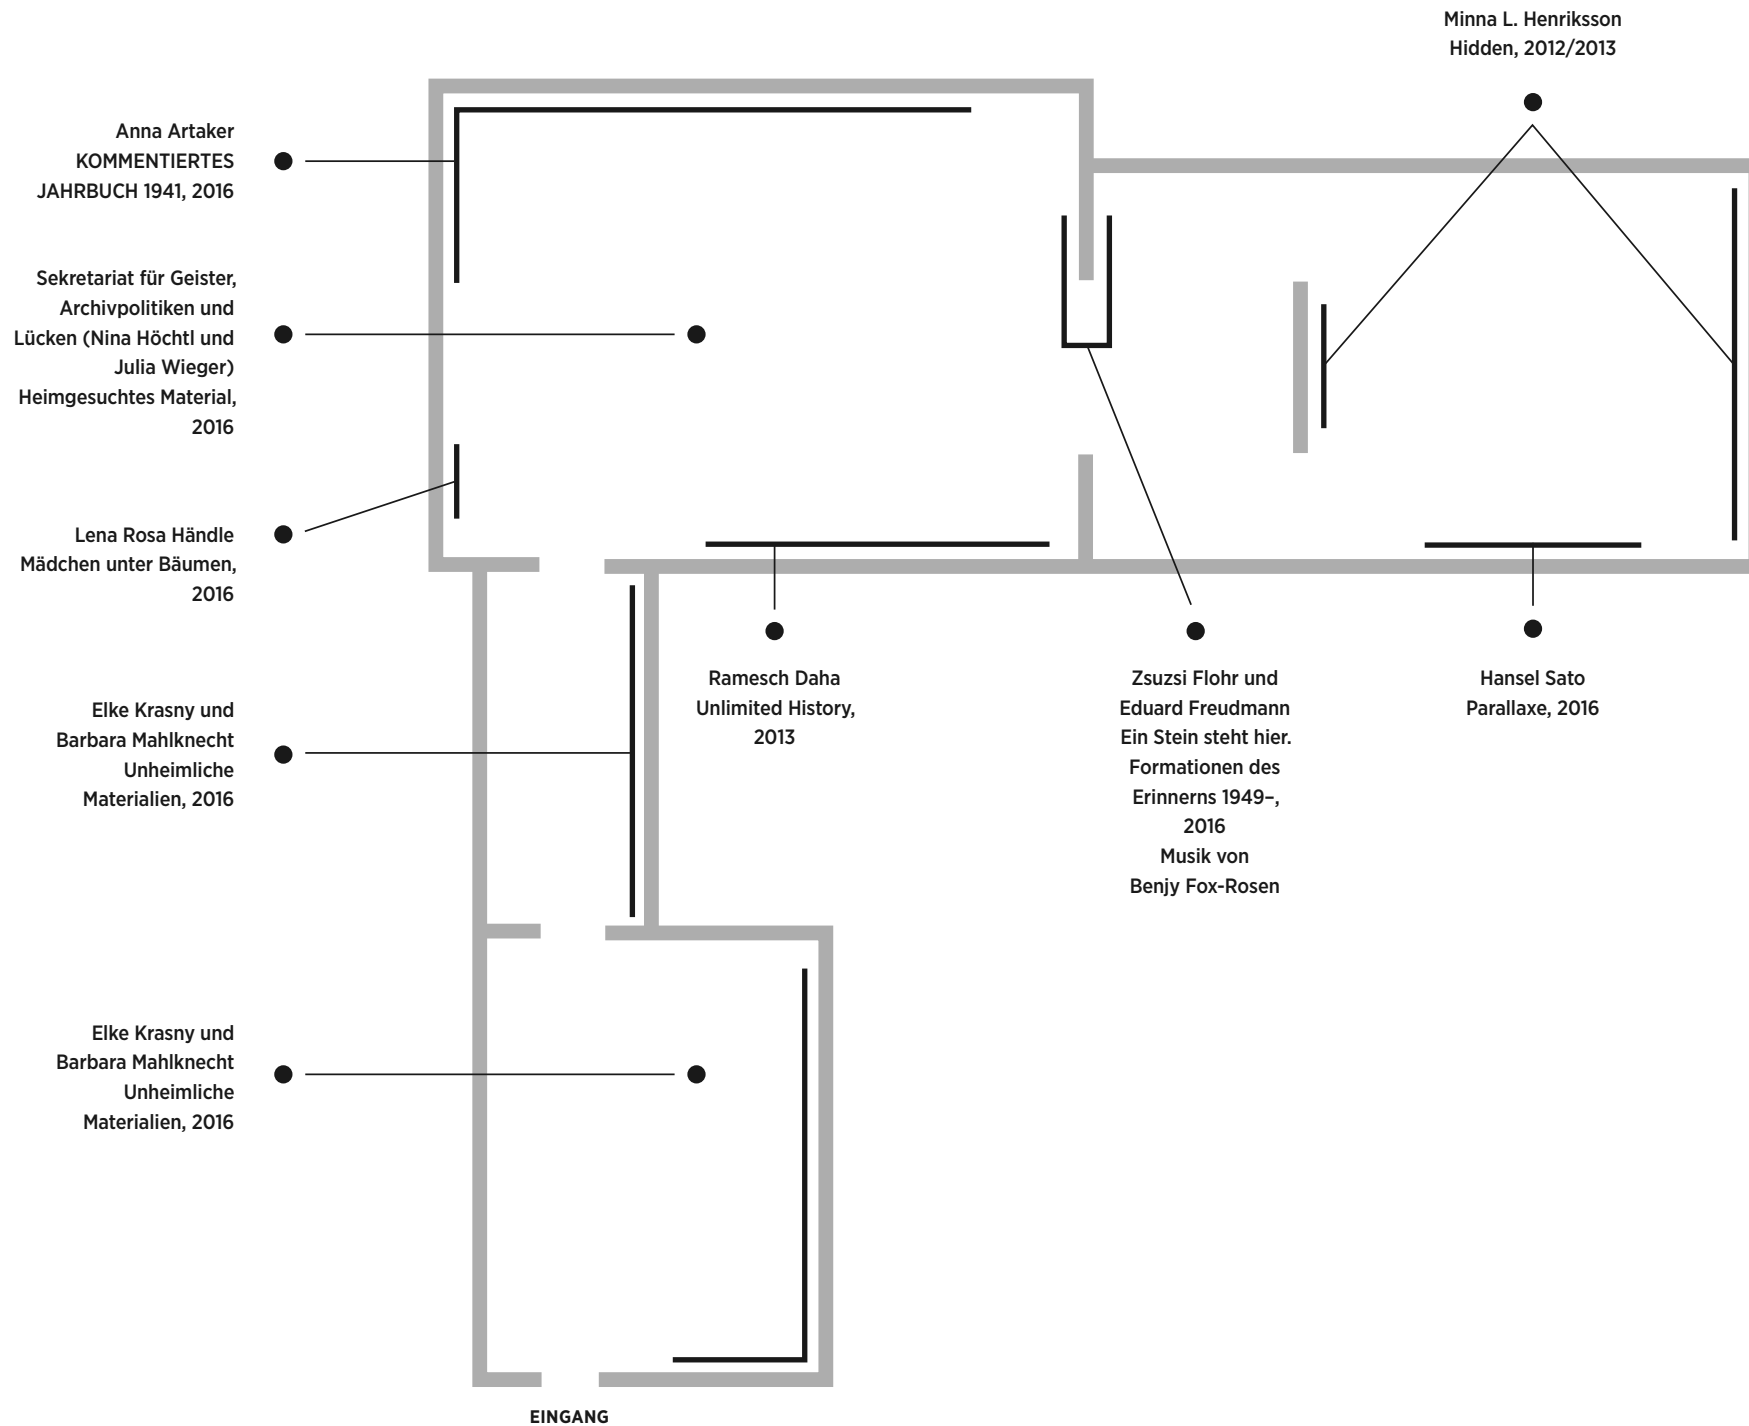 Minna L. Henriksson
Hidden, 2012/2013
Anna Artaker
KOMMENTIERTES
JAHRBUCH 1941, 2016
Sekretariat für Geister,
Archivpolitiken und
Lücken (Nina Höchtl und
Julia Wieger)
Heimgesuchtes Material,
2016
Lena Rosa Händle
Mädchen unter Bäumen,
2016
Elke Krasny und
Barbara Mahlknecht
Unheimliche
Materialien, 2016
Ramesch Daha
Unlimited History,
2013
Zsuzsi Flohr und
Eduard Freudmann
Ein Stein steht hier.
Formationen des
Erinnerns 1949–,
2016
Musik von
Benjy Fox-Rosen
Hansel Sato
Parallaxe, 2016
Elke Krasny und
Barbara Mahlknecht
Unheimliche
Materialien, 2016
EINGANG